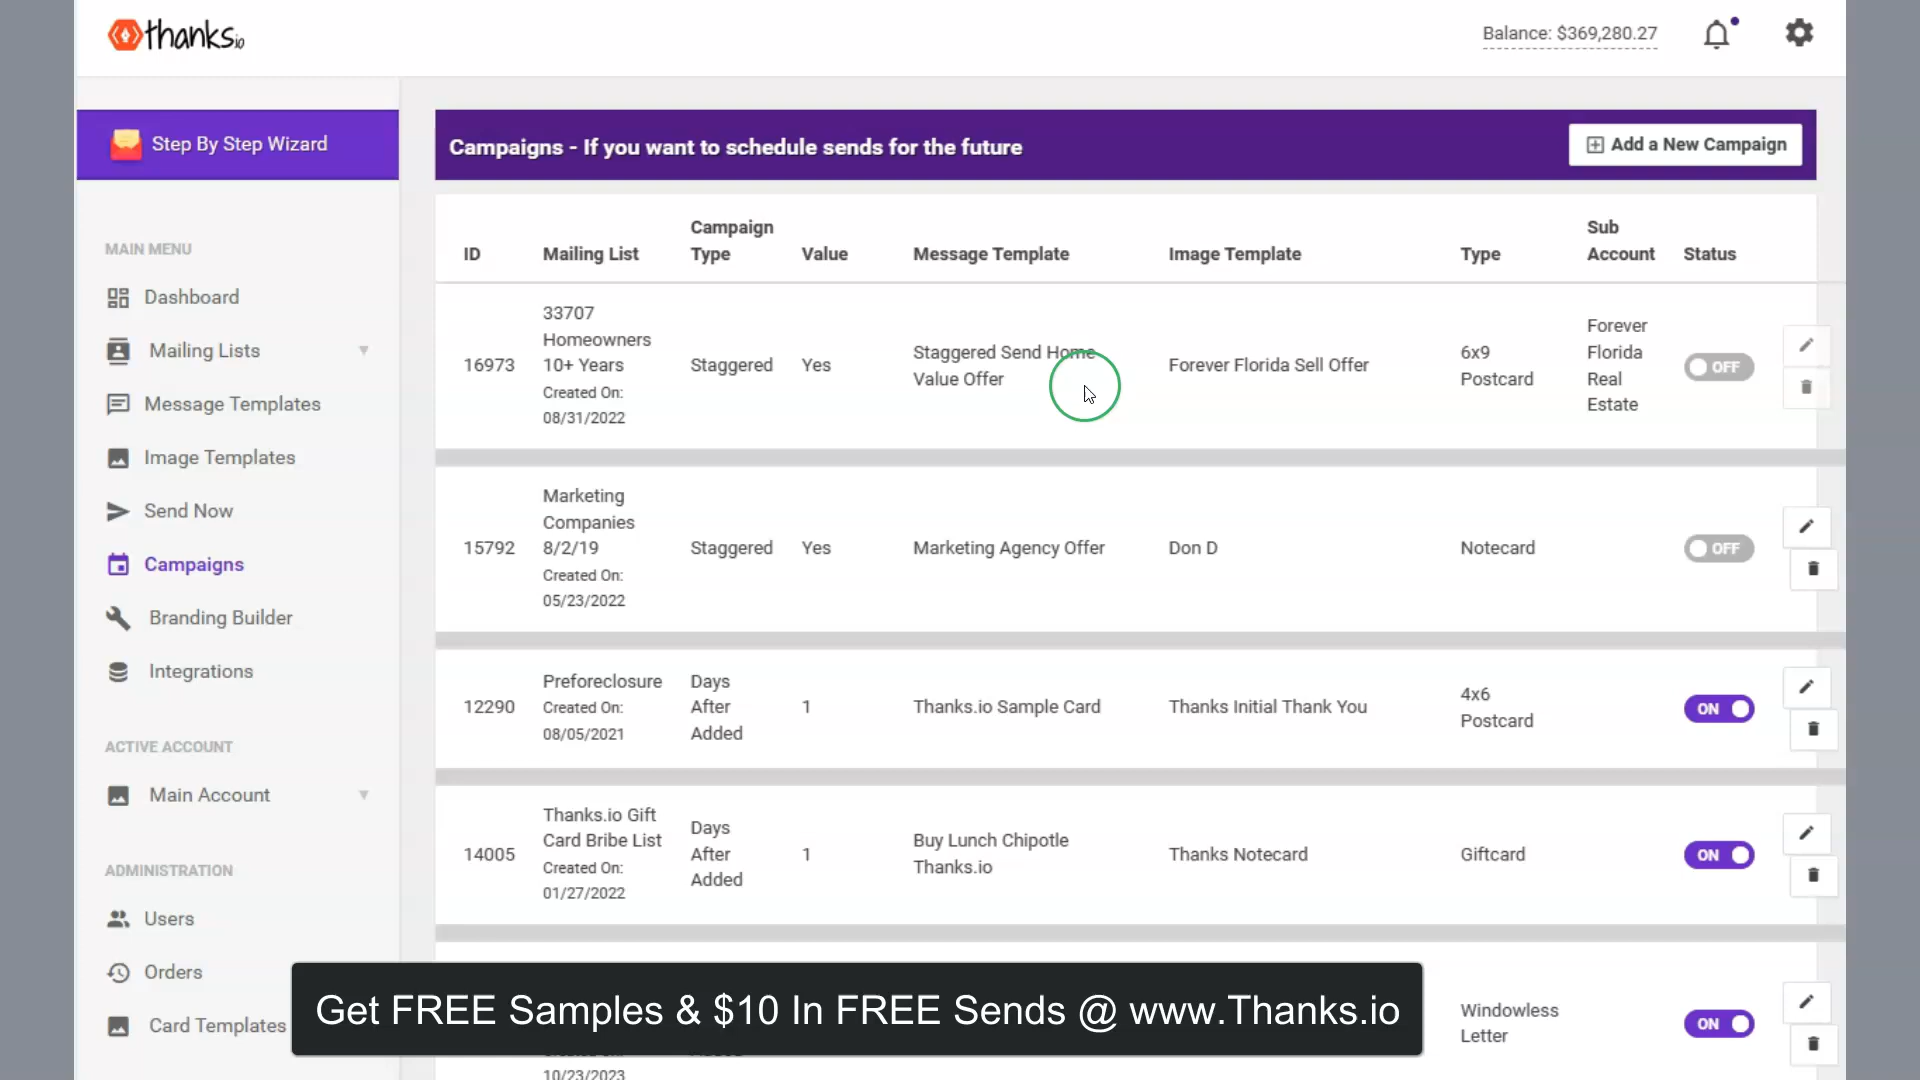 thanks.io
Balance: $369,280.27
Step By Step Wizard
Campaigns - If you want to schedule sends for the future
Add a New Campaign
MAIN MENU
Dashboard
Mailing Lists
Message Templates
Image Templates
Send Now
Campaigns
Branding Builder
Integrations
ACTIVE ACCOUNT
Main Account
ADMINISTRATION
Users
Orders
Card Templates
ID
Mailing List
Campaign
Type
Value
Message Template
Image Template
Type
Sub
Account
Status
16973
33707
Homeowners
10+ Years
Created On:
08/31/2022
Staggered
Yes
Staggered Send Home
Value Offer
Forever Florida Sell Offer
6x9
Postcard
Forever
Florida
Real
Estate
OFF
15792
Marketing
Companies
8/2/19
Created On:
05/23/2022
Staggered
Yes
Marketing Agency Offer
Don D
Notecard
OFF
12290
Preforeclosure
Created On:
08/05/2021
Days
After
Added
1
Thanks.io Sample Card
Thanks Initial Thank You
4x6
Postcard
ON
14005
Thanks.io Gift
Card Bribe List
Created On:
01/27/2022
Days
After
Added
1
Buy Lunch Chipotle
Thanks.io
Thanks Notecard
Giftcard
ON
10/23/2023
Windowless
Letter
ON
Get FREE Samples & $10 In FREE Sends @ www.Thanks.io